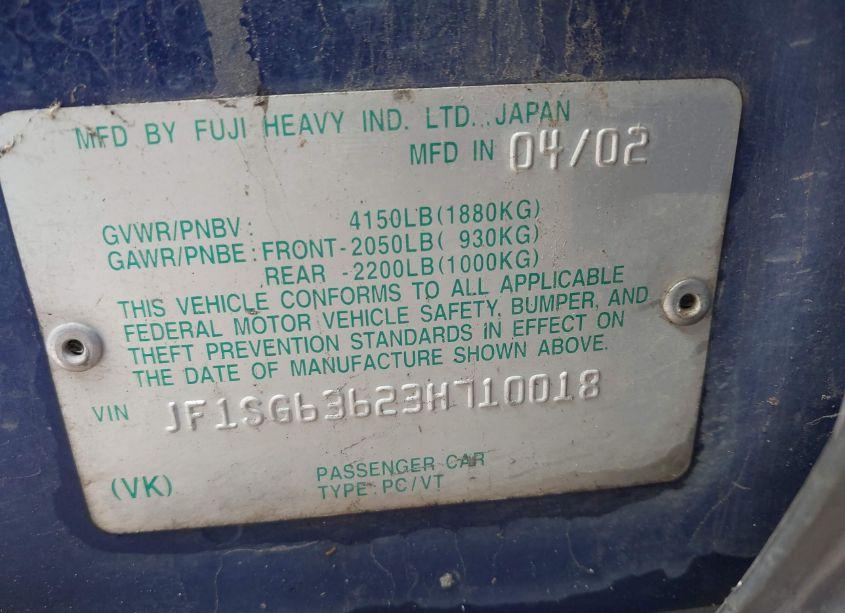 MFD BY FUJI HEAVY IND. LTD., JAPAN
MFD IN 04/02
GVWR/PNBV: 4150LB(1880KG)
GAWR/PNBE: FRONT-2050LB( 930KG)
REAR -2200LB(1000KG)
THIS VEHICLE CONFORMS TO ALL APPLICABLE
FEDERAL MOTOR VEHICLE SAFETY, BUMPER, AND
THEFT PREVENTION STANDARDS IN EFFECT ON
THE DATE OF MANUFACTURE SHOWN ABOVE.
VIN JF1SG63623H710018
(VK)
PASSENGER CAR
TYPE: PC/VT